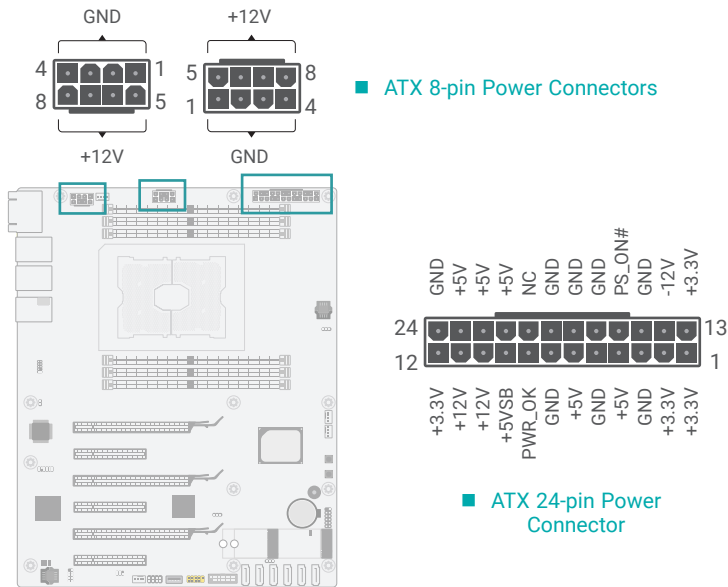 GND
+12V
4
1
8
5
5
8
1
4
+12V
GND
ATX 8-pin Power Connectors
GND
+5V
+5V
+5V
NC
GND
GND
GND
PS_ON#
GND
-12V
+3.3V
24
13
12
1
+3.3V
+12V
+12V
+5VSB
PWR_OK
GND
+5V
GND
+5V
GND
+3.3V
+3.3V
ATX 24-pin Power
Connector